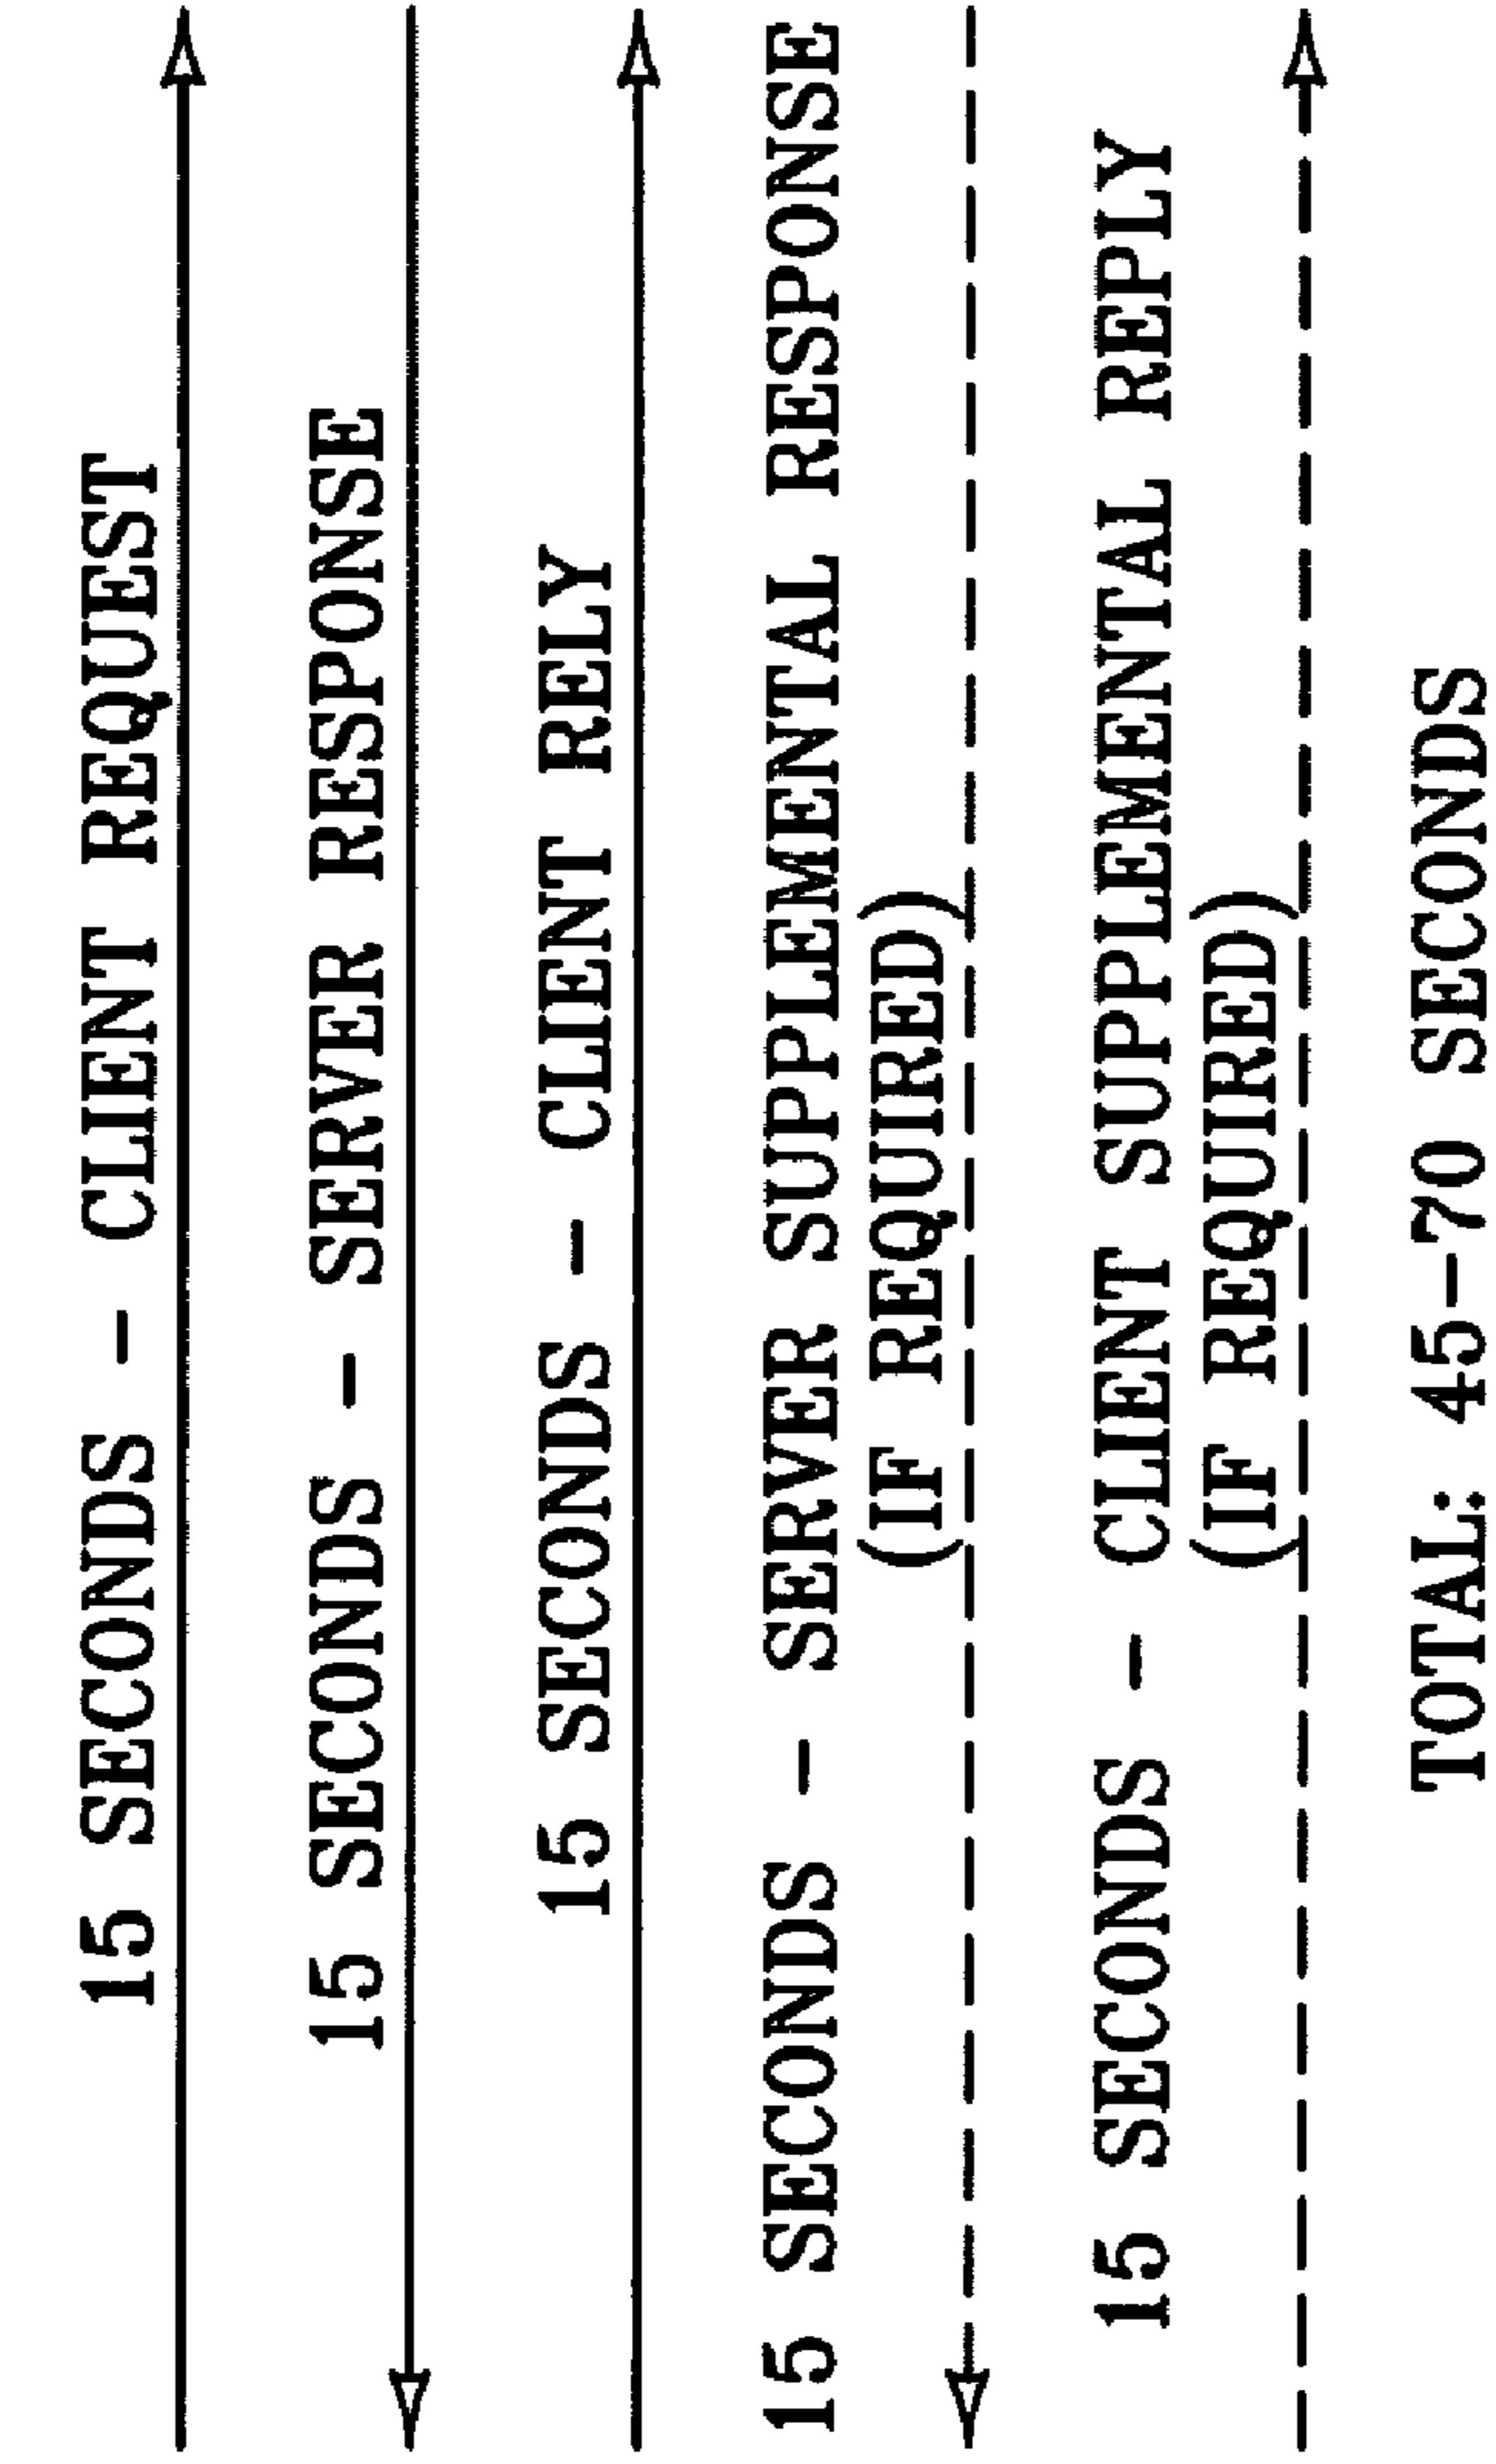 15 SECONDS - CLIENT REQUEST
15 SECONDS - SERVER RESPONSE
15 SECONDS - CLIENT RELY
15 SECONDS - SERVER SUPPLEMENTAL RESPONSE
(IF REQUIRED)
15 SECONDS - CLIENT SUPPLEMENTAL REPLY
(IF REQUIRED)
TOTAL: 45-70 SECONDS